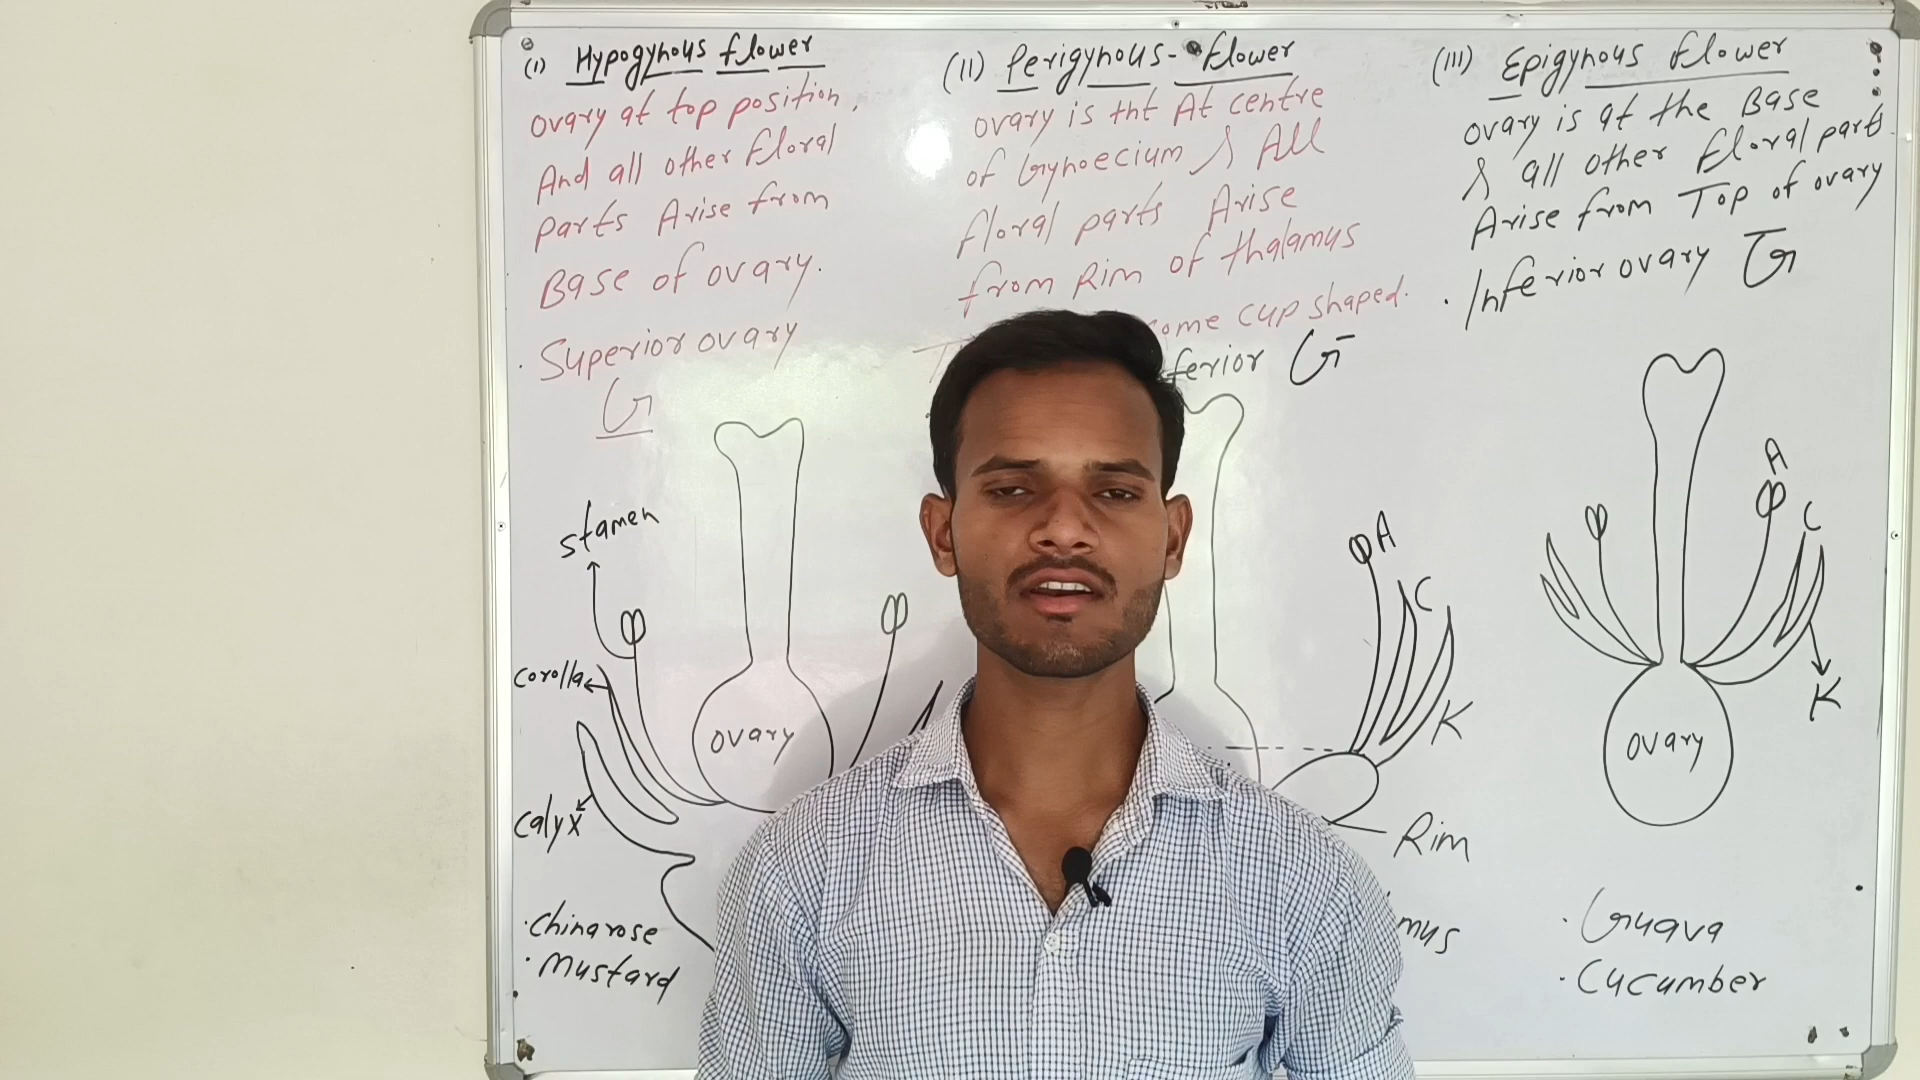 (I) Hypogynous flower
ovary at top position,
And all other floral
parts Arise from
Base of ovary.
· Superior ovary
G
stamen
corolla
calyx
ovary
· Chinarose
· Mustard
(II) Perigynous- flower
ovary is tht At centre
of Gynoecium & All
floral parts Arise
from Rim of thalamus
ome cup shaped.
ferior G
A
C
K
Rim
mus
(III) Epigynous flower
ovary is at the Base
& all other floral parts
Arise from Top of ovary
· Inferior ovary G
A
C
K
ovary
· Guava
· Cucumber